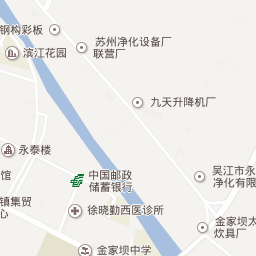 钢构彩板
苏州净化设备厂
联营厂
滨江花园
九天升降机厂
永泰楼
馆
中国邮政
储蓄银行
吴江市永
净化有限
镇集贸
心
徐晓勤西医诊所
金家坝太
炊具厂
金家坝中学